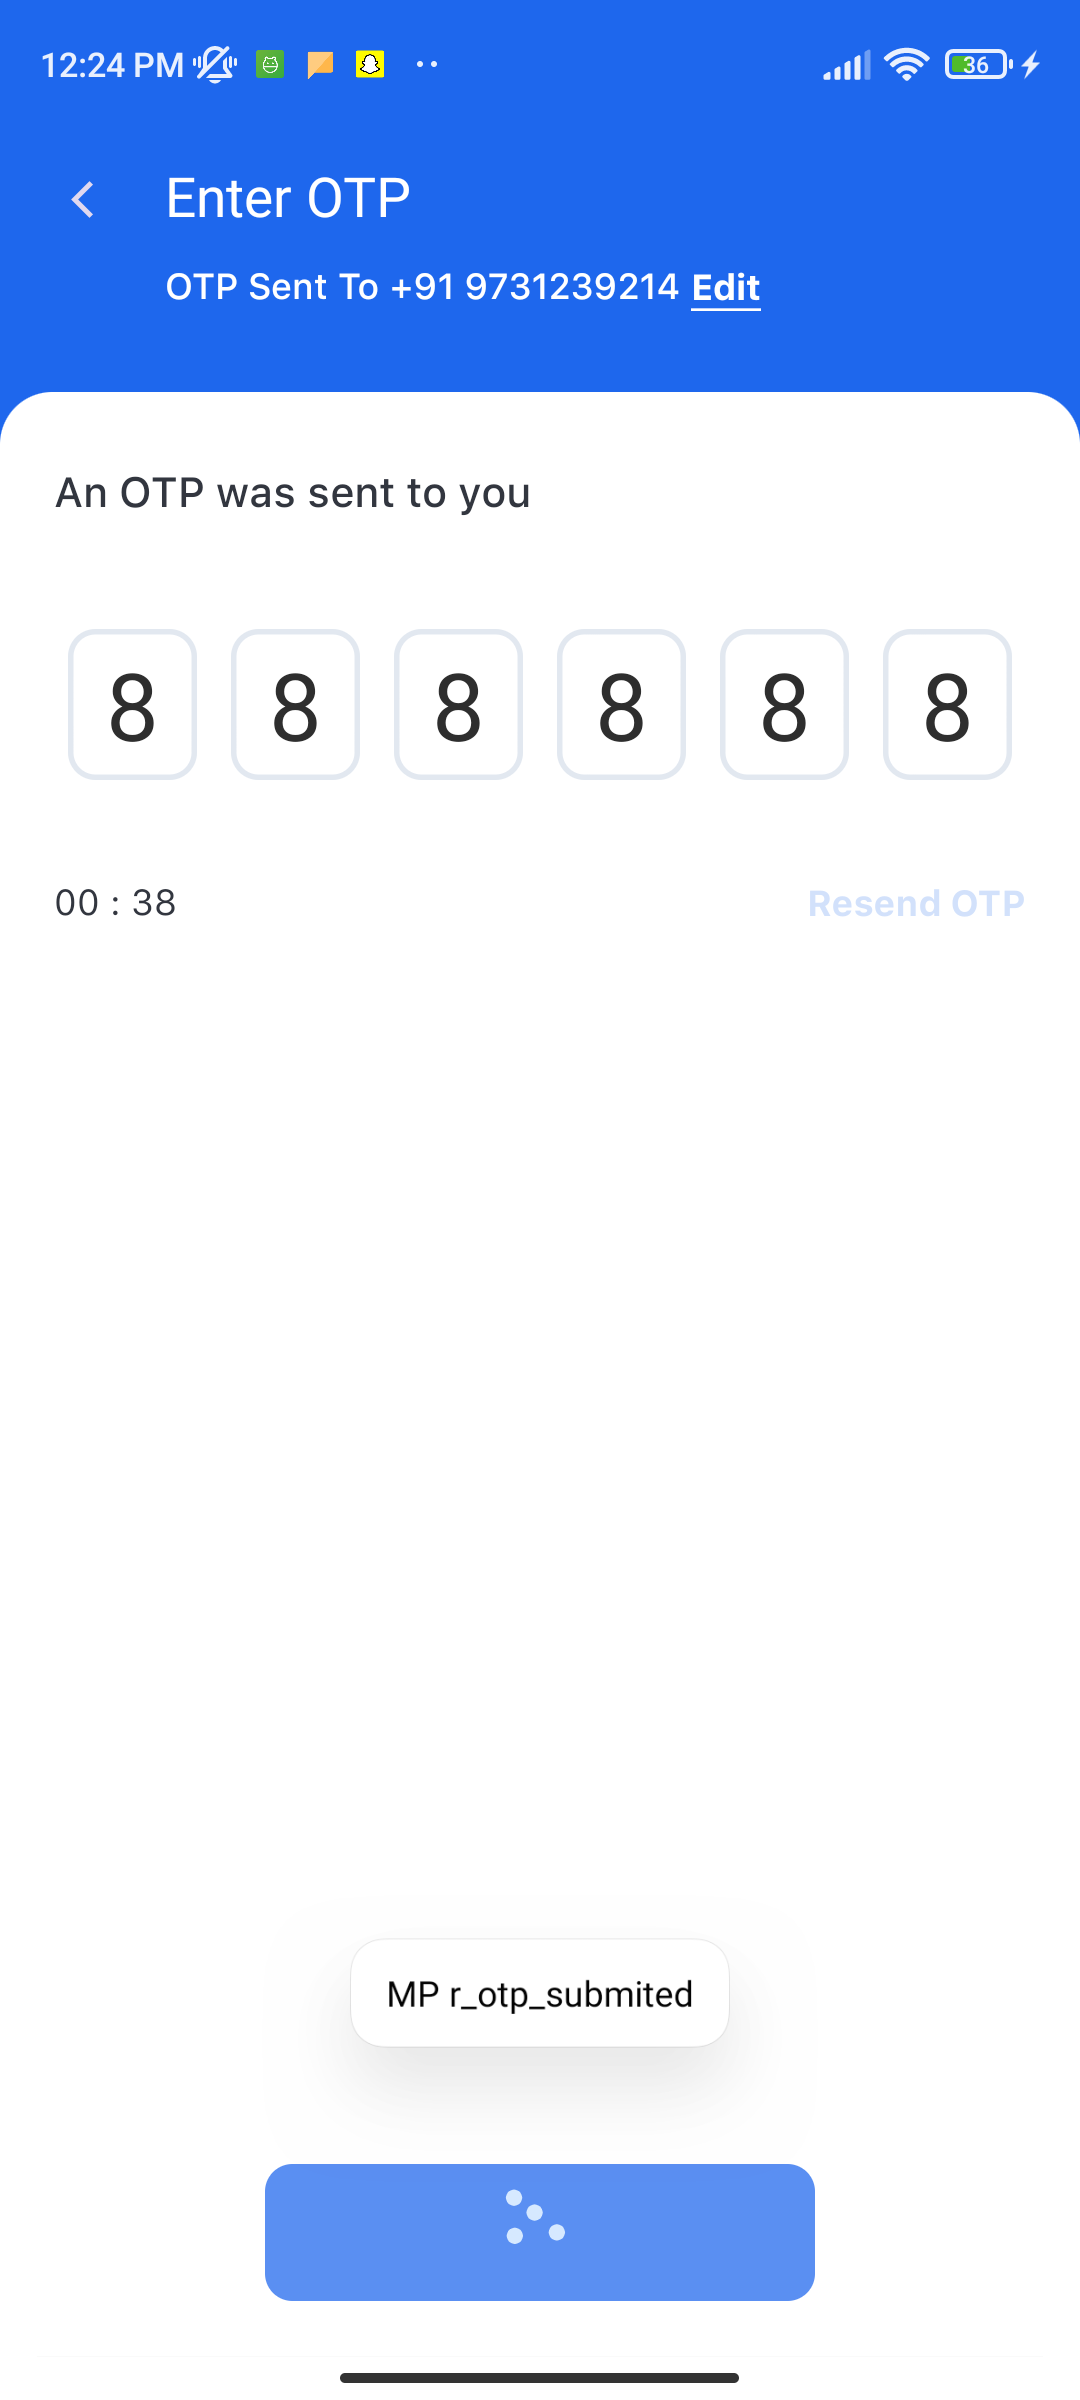 12:24 PM
36
Enter OTP
OTP Sent To +91 9731239214 Edit
An OTP was sent to you
8 8 8 8 8 8
00 : 38
Resend OTP
MP r_otp_submited